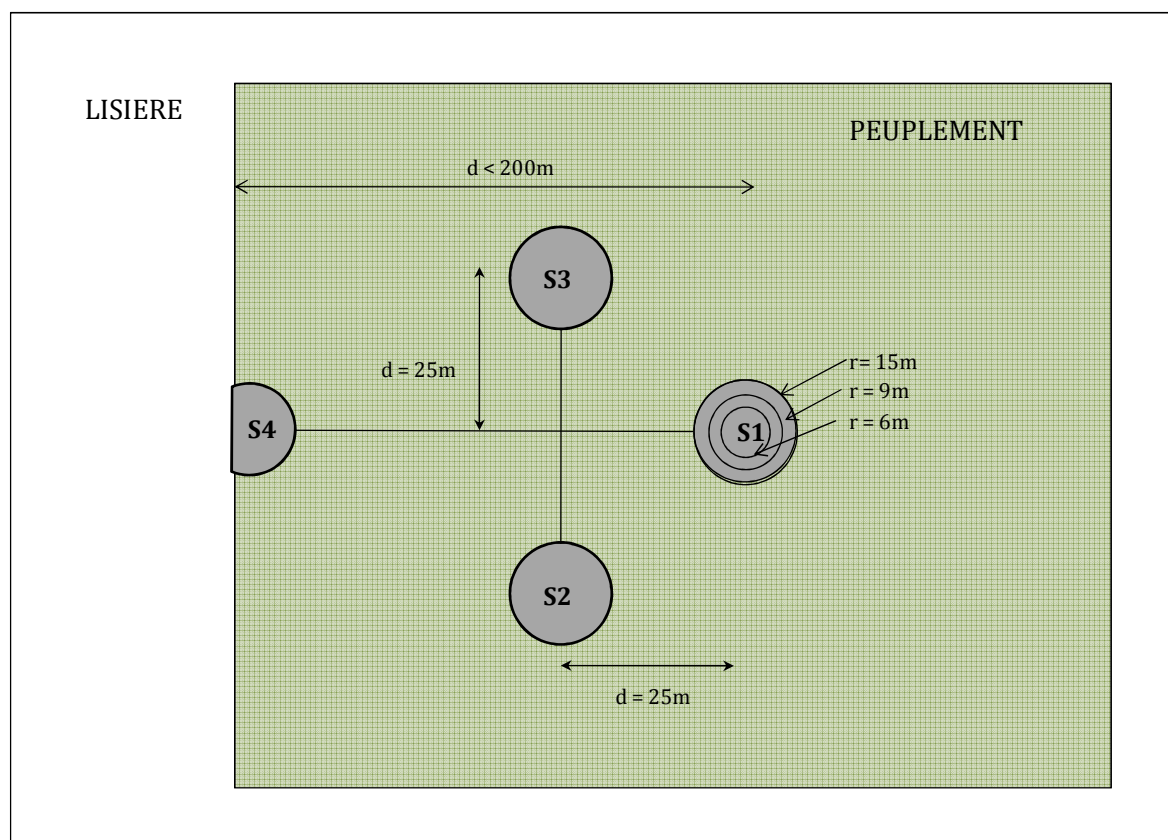 LISIERE
PEUPLEMENT
d < 200m
S3
d = 25m
r= 15m
r = 9m
r = 6m
S4
S1
S2
d = 25m